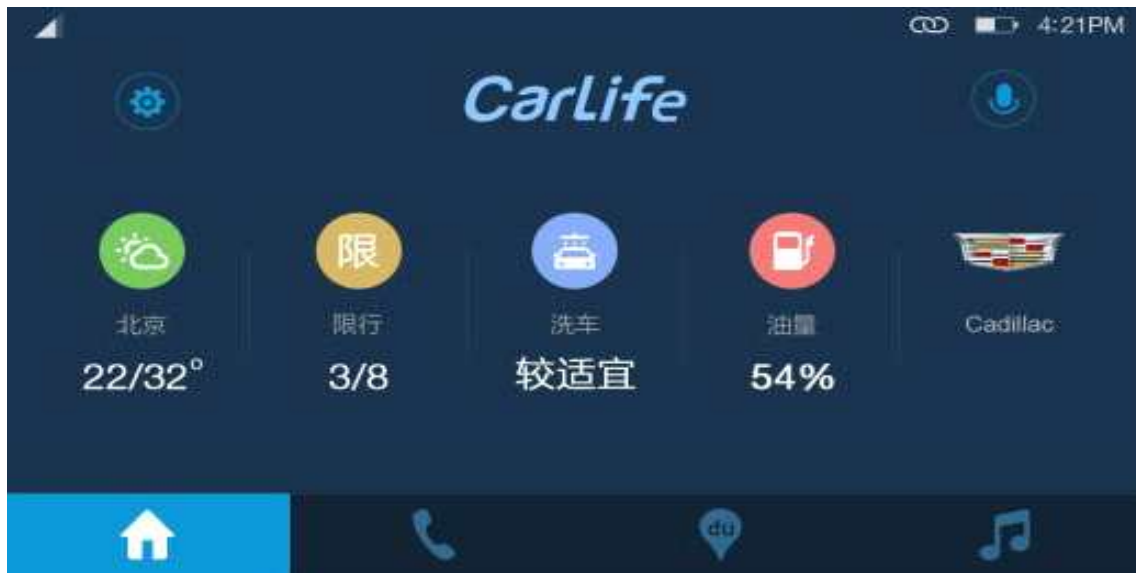 4:21PM
CarLife
限
北京
限行
洗车
油量
Cadillac
22/32°
3/8
较适宜
54%
du